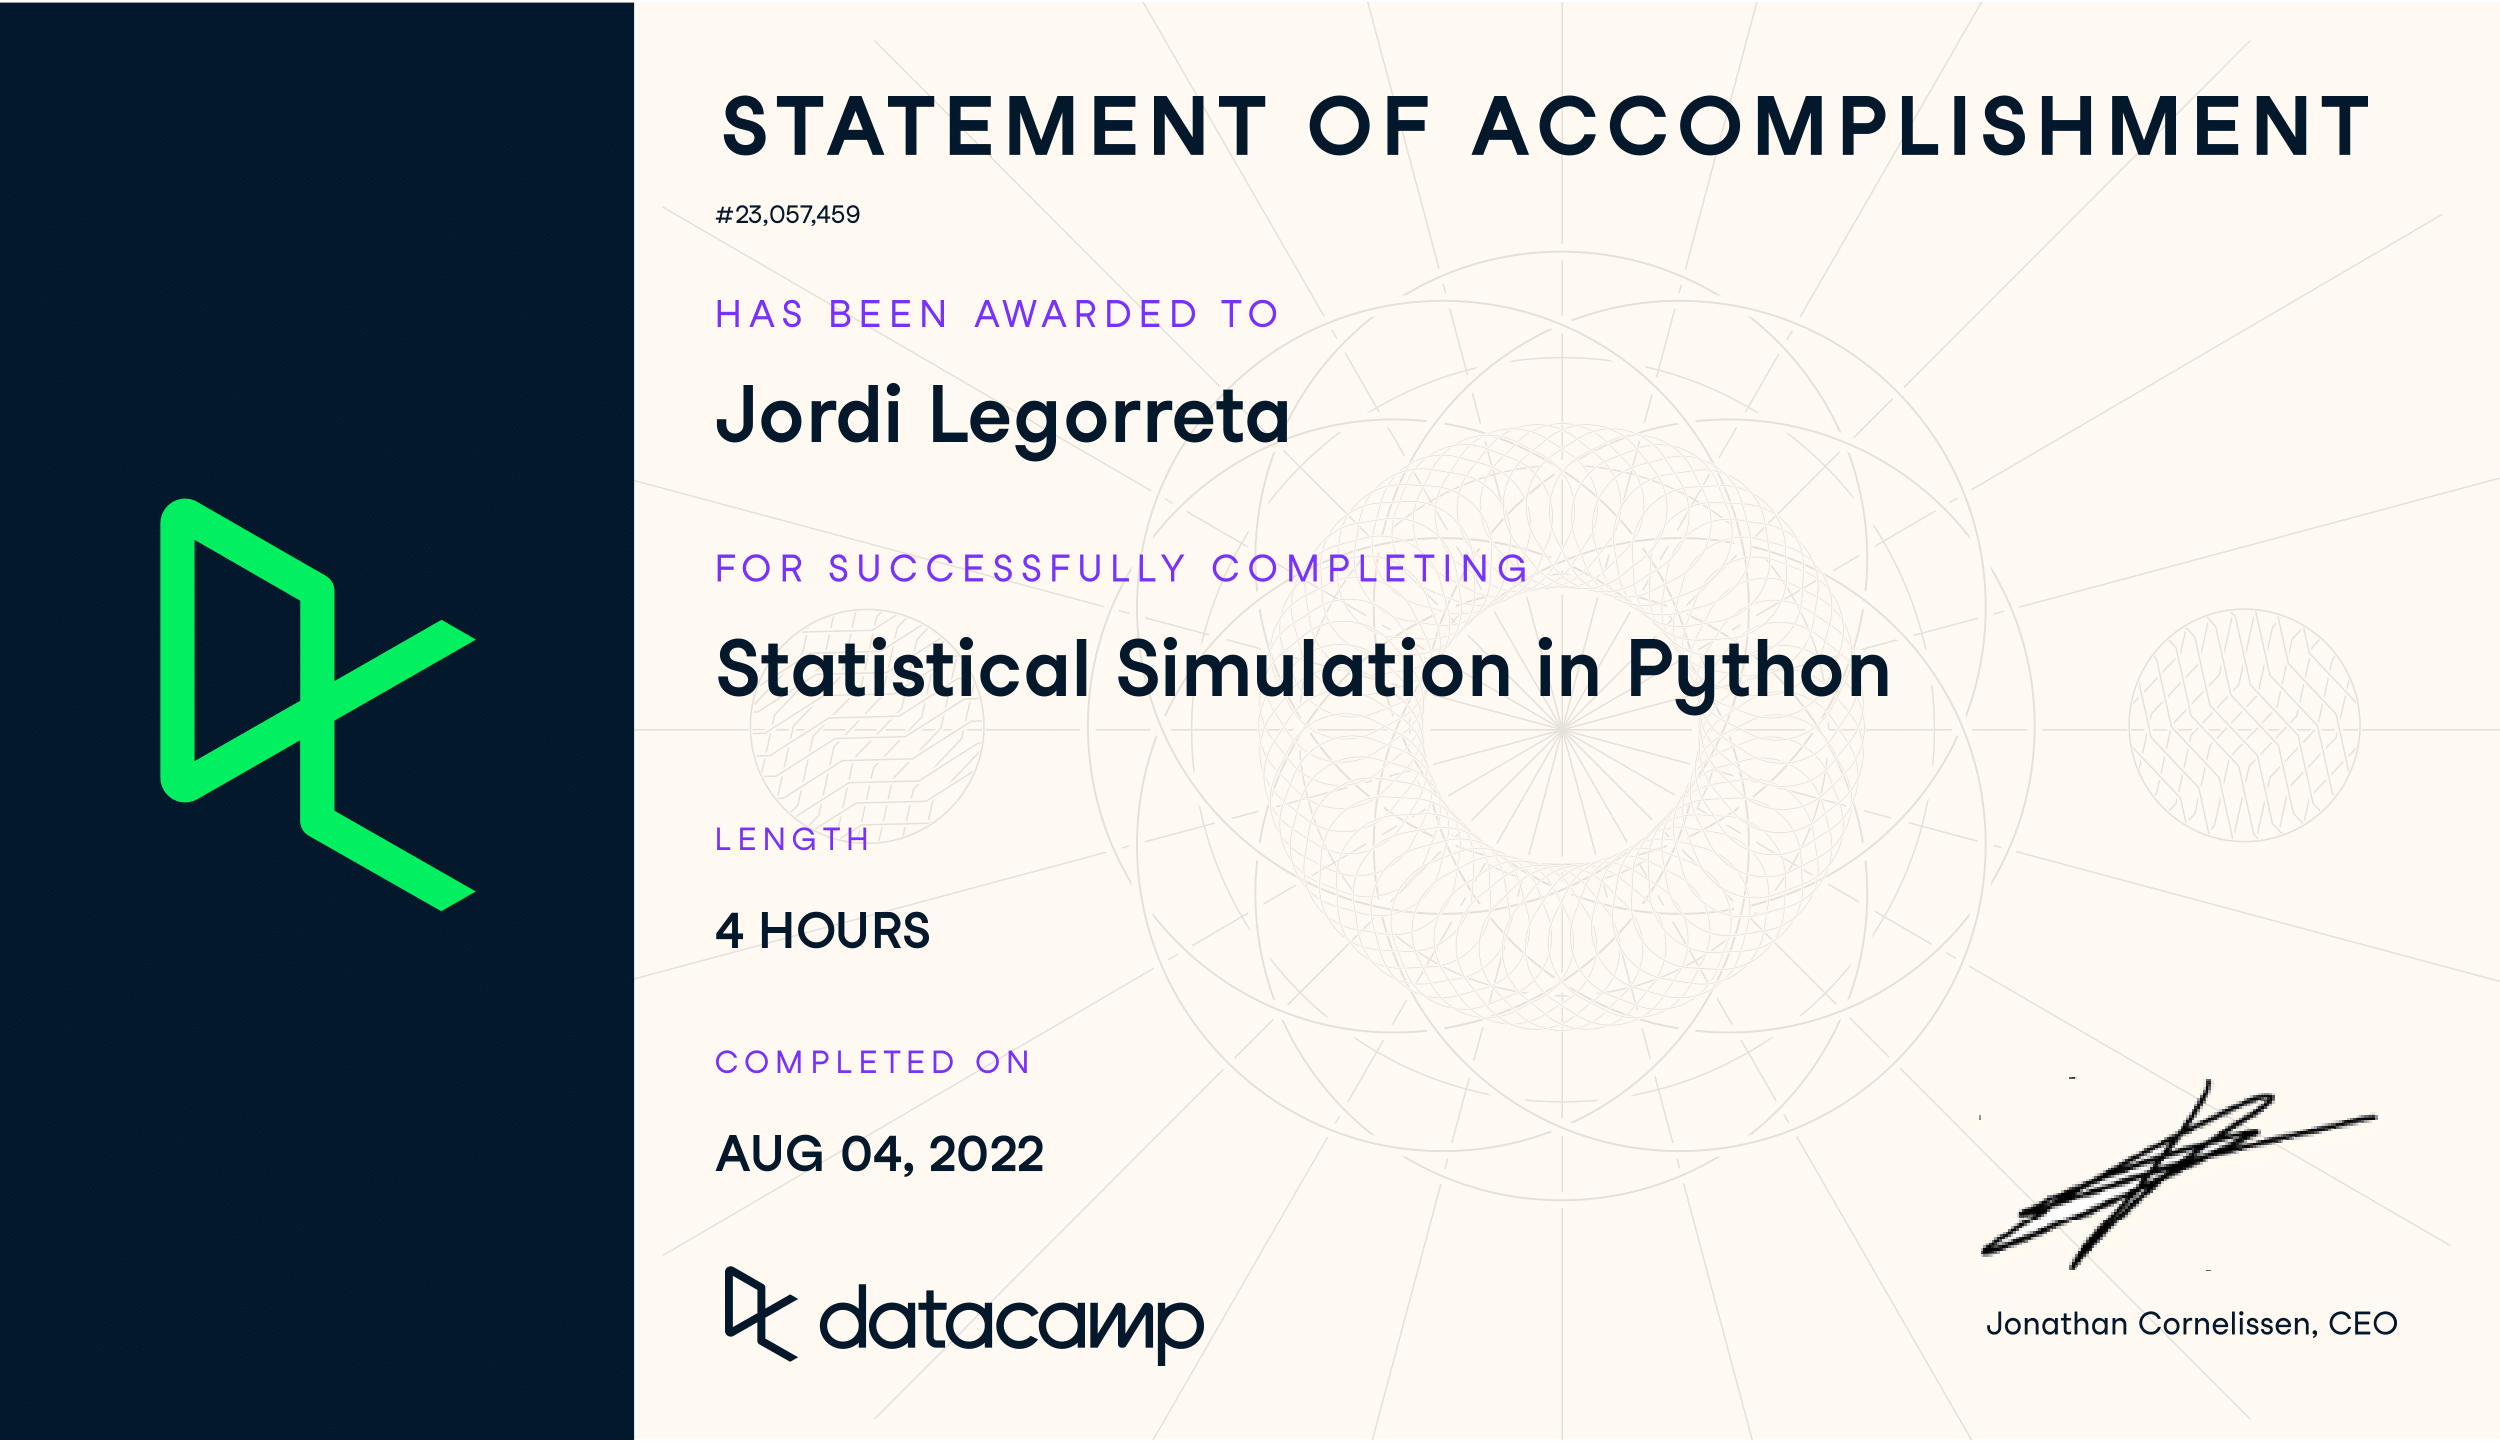 STATEMENT OF ACCOMPLISHMENT
#23,057,459
HAS BEEN AWARDED TO
Jordi Legorreta
FOR SUCCESSFULLY COMPLETING
Statistical Simulation in Python
LENGTH
4 HOURS
COMPLETED ON
AUG 04, 2022
datacamp
Jonathan Cornelissen, CEO